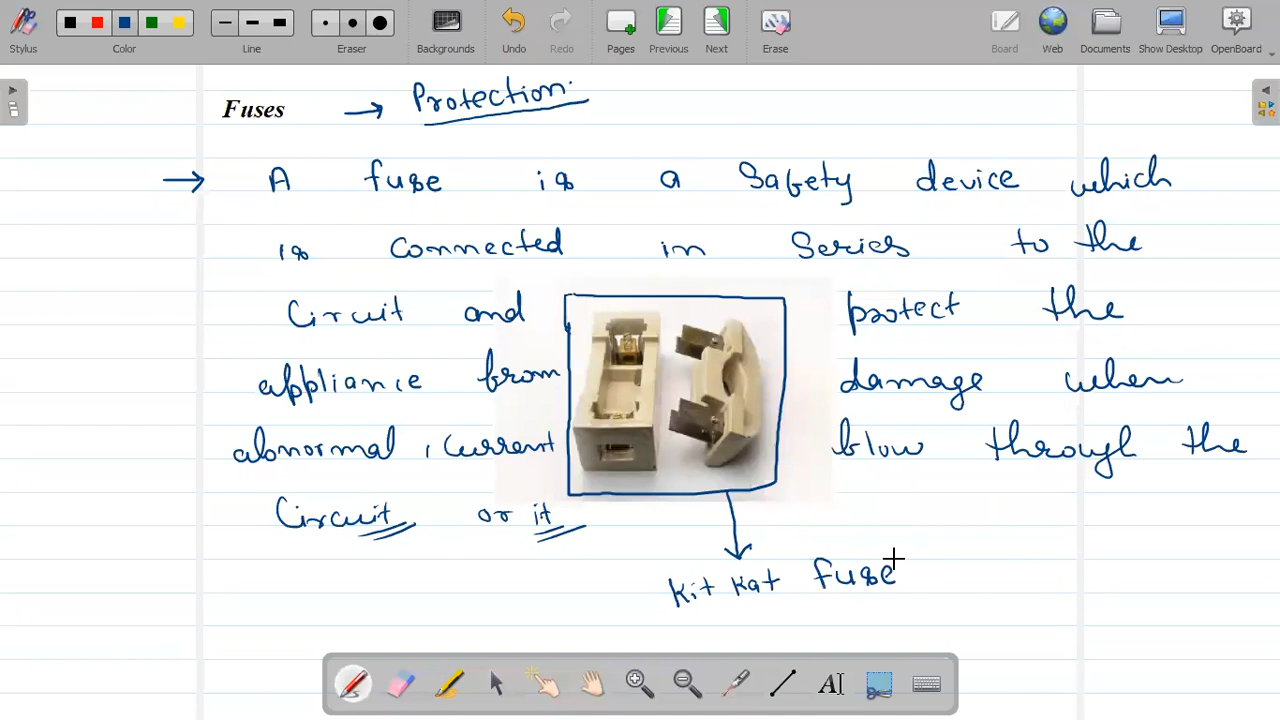 Stylus Color Line Eraser Backgrounds Undo Redo Pages Previous Next Erase Board Web Documents Show Desktop OpenBoard
Fuses → Protection.
→ A fuse is a Safety device which
is Connected in Series to the
Circuit and protect the
appliance from damage when
abnormal current blow through the
Circuit or it
Kit Kat fuse